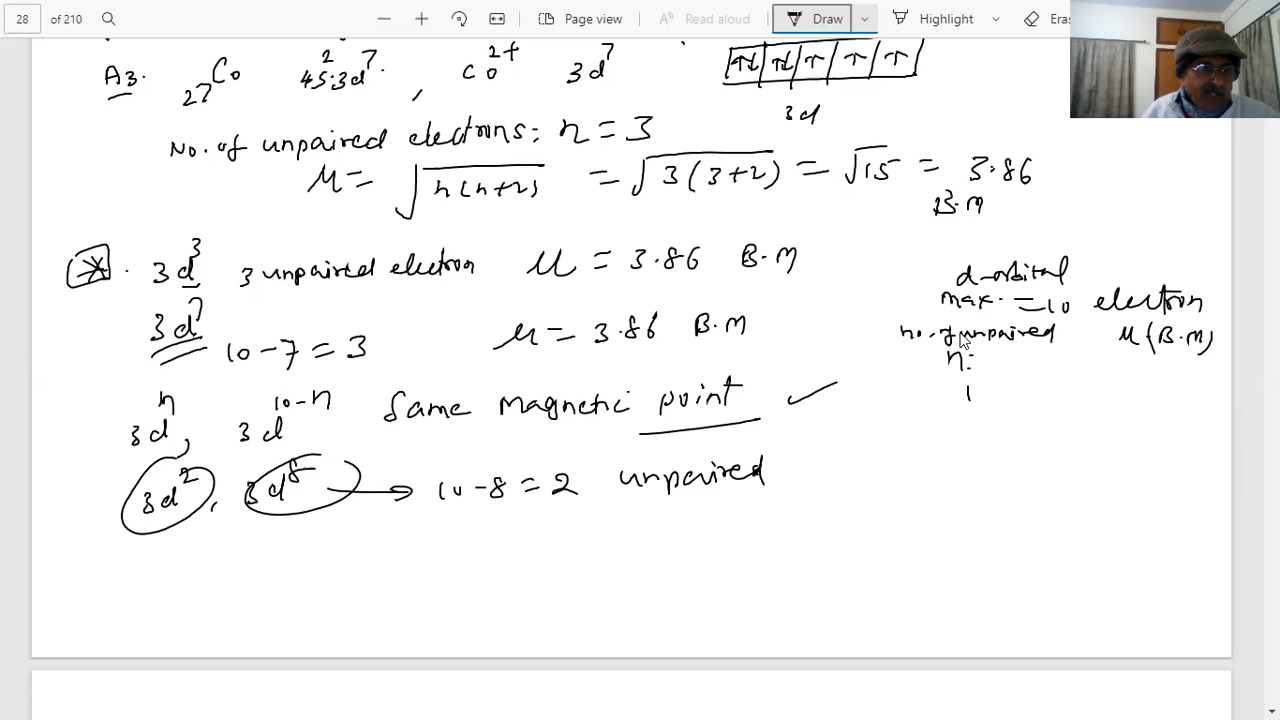 28 of 210 Page view Read aloud Draw Highlight
A3. 27Co 4s²3d⁷. , Co²⁺ 3d⁷ ↑↓ ↑↓ ↑ ↑ ↑
3d
No. of unpaired electrons: n = 3
μ = √n(n+2) = √3(3+2) = √15 = 3.86
B.M
* . 3d³ 3 unpaired electron μ = 3.86 B.M
3d⁷ 10-7 = 3 μ = 3.86 B.M
3dⁿ, 3d¹⁰⁻ⁿ Same magnetic point ✓
3d², 3d⁸ → 10-8 = 2 unpaired
d-orbital
max. = 10 electron
no. of unpaired μ(B.M)
n:
1